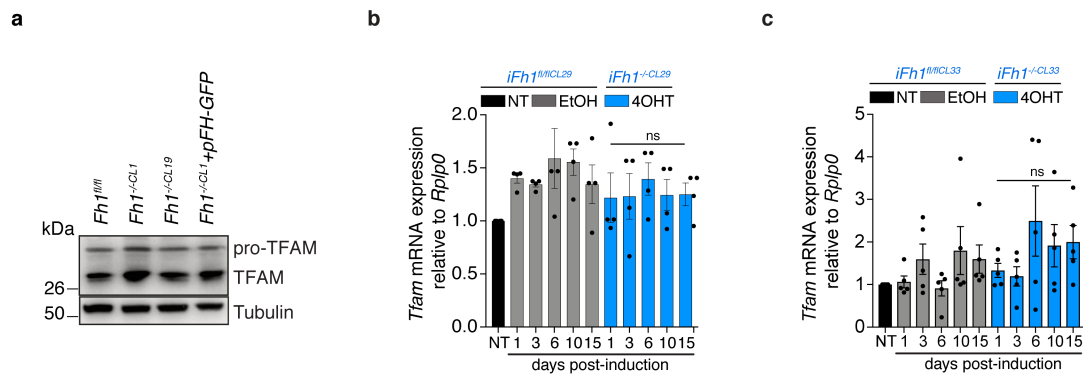 a
Fh1fl/fl
Fh1-/-CL1
Fh1-/-CL19
Fh1-/-CL1+pFH-GFP
kDa
pro-TFAM
TFAM
26
50
Tubulin
b
iFh1fl/flCL29
iFh1-/-CL29
NT
EtOH
4OHT
Tfam mRNA expression
relative to Rplp0
2.0
1.5
1.0
0.5
0.0
ns
NT 1 3 6 10 15 1 3 6 10 15
days post-induction
c
iFh1fl/flCL33
iFh1-/-CL33
NT
EtOH
4OHT
Tfam mRNA expression
relative to Rplp0
5
4
3
2
1
0
ns
NT 1 3 6 10 15 1 3 6 10 15
days post-induction